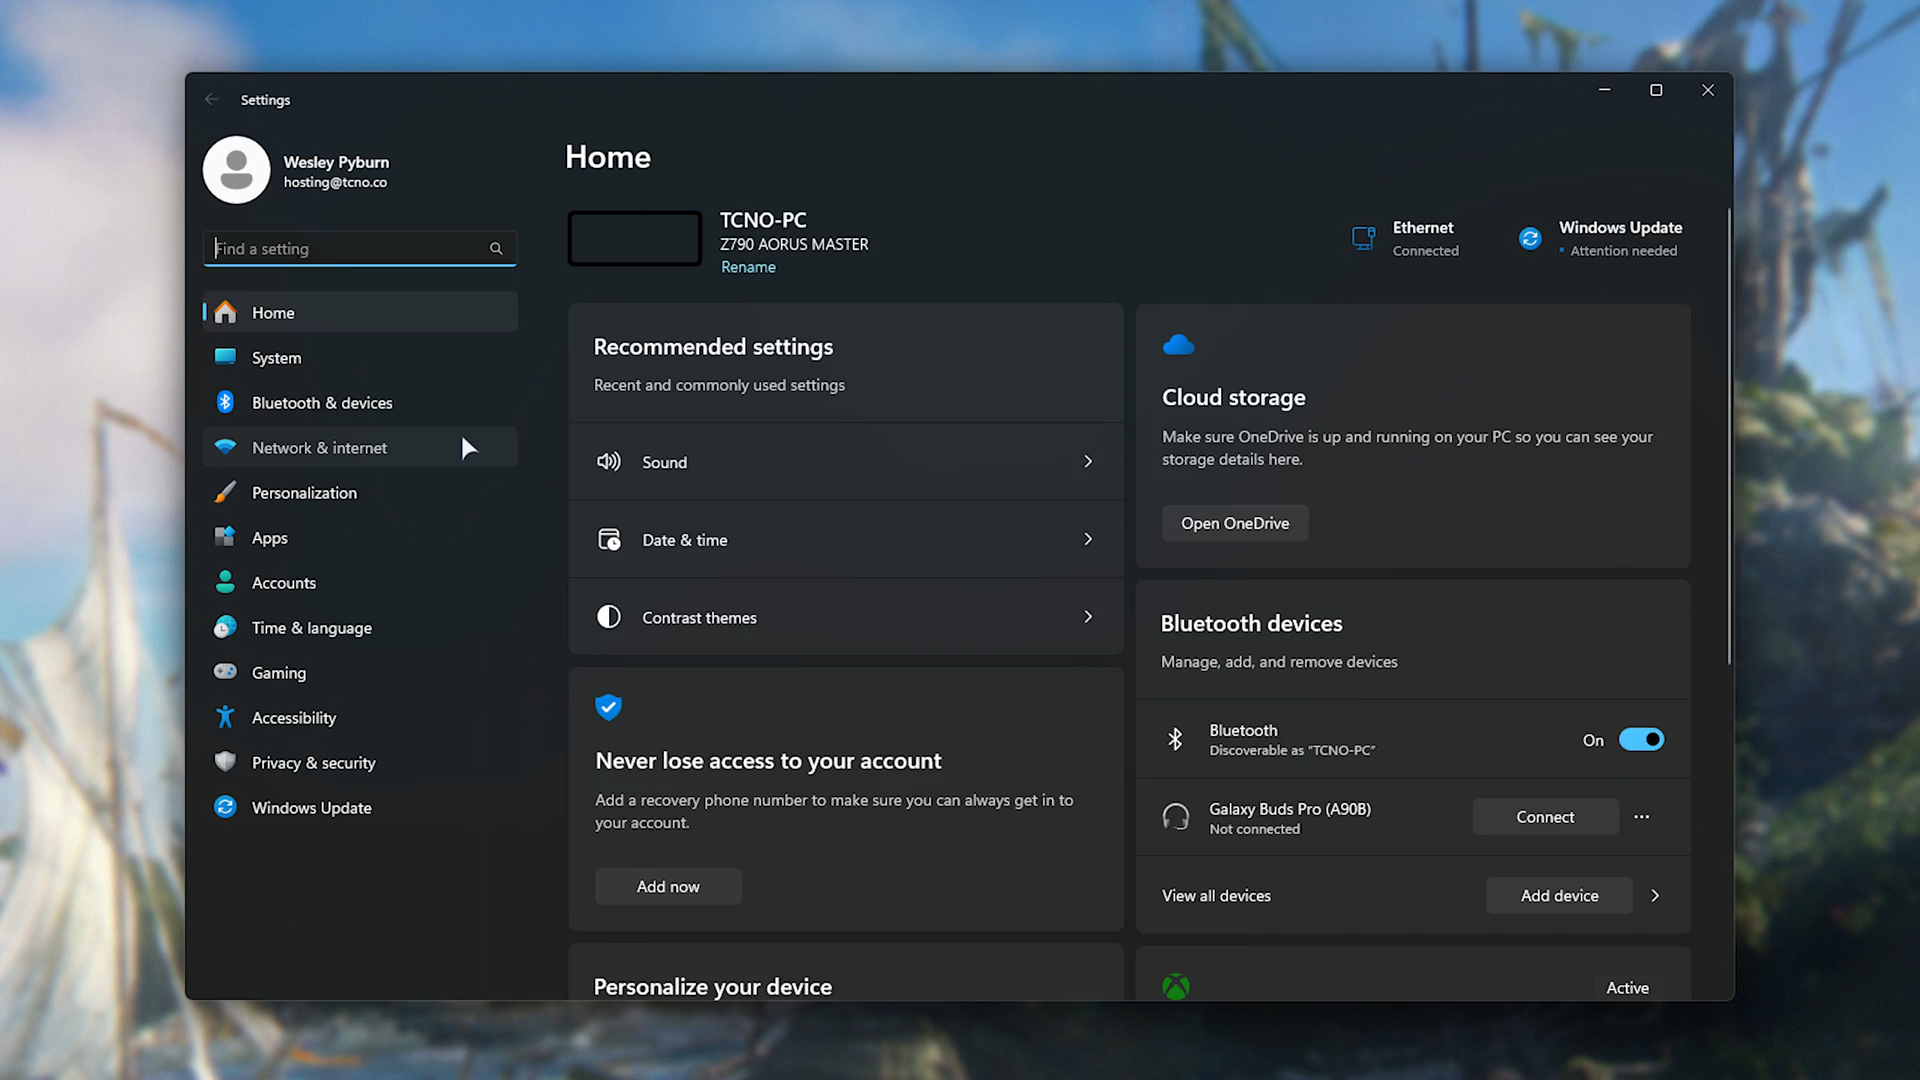 Settings
Wesley Pyburn
hosting@tcno.co
Find a setting
Home
System
Bluetooth & devices
Network & internet
Personalization
Apps
Accounts
Time & language
Gaming
Accessibility
Privacy & security
Windows Update
Home
TCNO-PC
Z790 AORUS MASTER
Rename
Ethernet
Connected
Windows Update
Attention needed
Recommended settings
Recent and commonly used settings
Sound
Date & time
Contrast themes
Never lose access to your account
Add a recovery phone number to make sure you can always get in to
your account.
Add now
Personalize your device
Cloud storage
Make sure OneDrive is up and running on your PC so you can see your
storage details here.
Open OneDrive
Bluetooth devices
Manage, add, and remove devices
Bluetooth
Discoverable as "TCNO-PC"
On
Galaxy Buds Pro (A90B)
Not connected
Connect
View all devices
Add device
Active